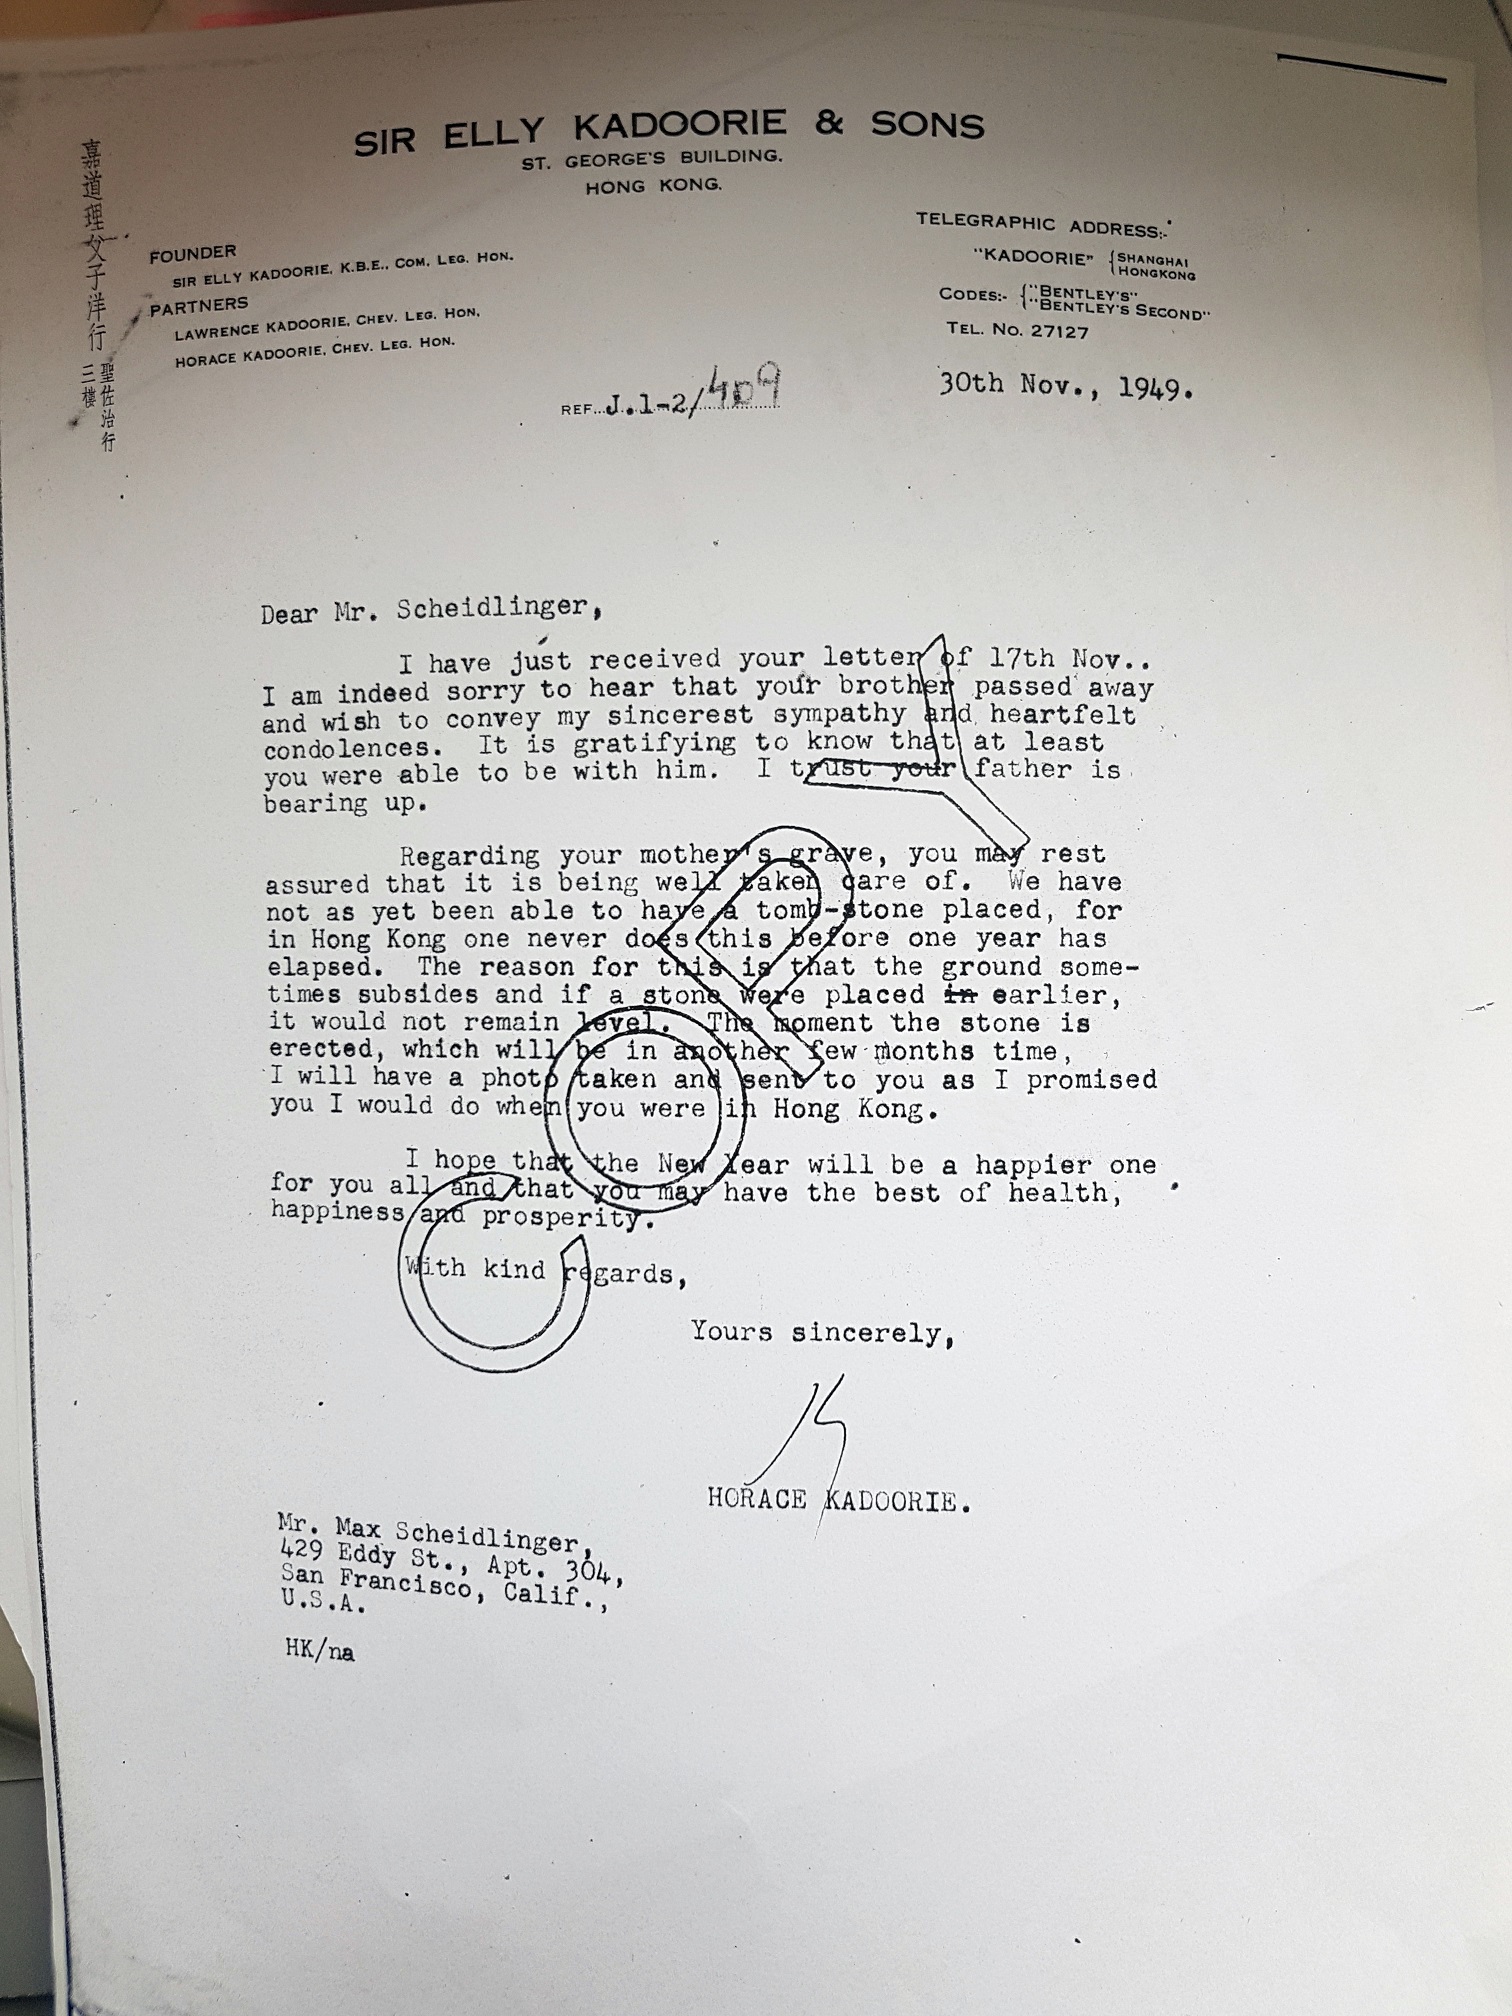 SIR ELLY KADOORIE & SONS
ST. GEORGE'S BUILDING.
HONG KONG.
嘉道理父子洋行
聖佐治行
三樓
FOUNDER
SIR ELLY KADOORIE, K.B.E., COM. LEG. HON.
PARTNERS
LAWRENCE KADOORIE, CHEV. LEG. HON.
HORACE KADOORIE, CHEV. LEG. HON.
TELEGRAPHIC ADDRESS:-
"KADOORIE" { SHANGHAI
HONGKONG
CODES:- { "BENTLEY'S"
"BENTLEY'S SECOND"
TEL. NO. 27127
REF...J.1-2/409
30th Nov., 1949.
Dear Mr. Scheidlinger,
I have just received your letter of 17th Nov..
I am indeed sorry to hear that your brother passed away
and wish to convey my sincerest sympathy and heartfelt
condolences. It is gratifying to know that at least
you were able to be with him. I trust your father is
bearing up.
Regarding your mother's grave, you may rest
assured that it is being well taken care of. We have
not as yet been able to have a tomb-stone placed, for
in Hong Kong one never does this before one year has
elapsed. The reason for this is that the ground some-
times subsides and if a stone were placed in earlier,
it would not remain level. The moment the stone is
erected, which will be in another few months time,
I will have a photo taken and sent to you as I promised
you I would do when you were in Hong Kong.
I hope that the New Year will be a happier one
for you all and that you may have the best of health,
happiness and prosperity.
With kind regards,
Yours sincerely,
HORACE KADOORIE.
Mr. Max Scheidlinger,
429 Eddy St., Apt. 304,
San Francisco, Calif.,
U.S.A.
HK/na
COPY